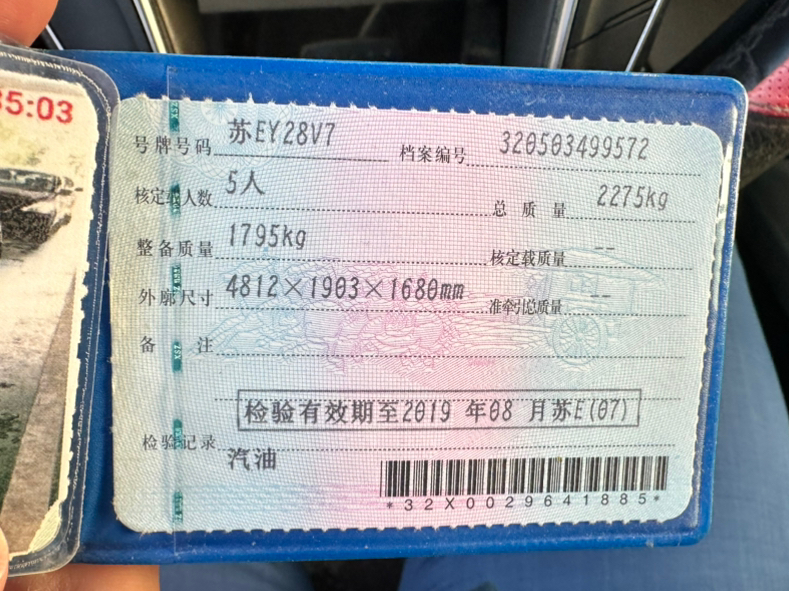 35:03
号牌号码 苏EY28V7 档案编号 320503499572
核定载人数 5人 总质量 2275kg
整备质量 1795kg 核定载质量 --
外廓尺寸 4812×1903×1680mm 准牵引总质量 --
备注
检验有效期至2019年08月苏E(07)
检验记录
汽油
*32X0029641885*